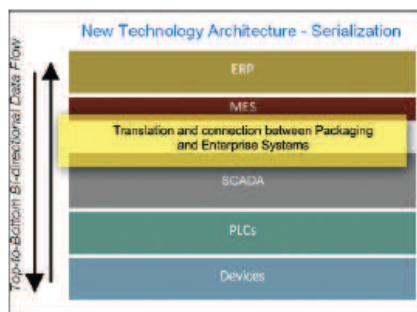 New Technology Architecture - Serialization
Top-to-Bottom Bi-directional Data Flow
ERP
MES
Translation and connection between Packaging
and Enterprise Systems
SCADA
PLCs
Devices